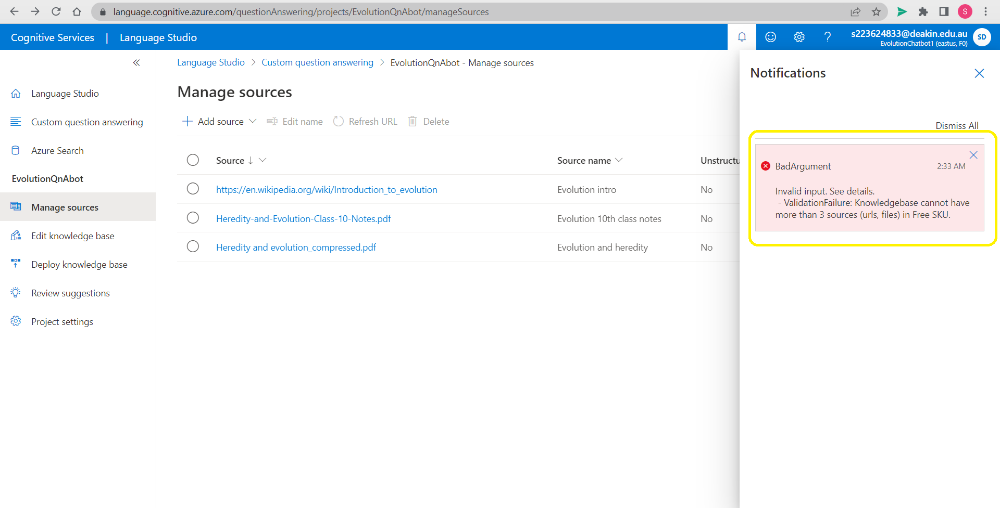 language.cognitive.azure.com/questionAnswering/projects/EvolutionQnAbot/manageSources
S
Cognitive Services | Language Studio
s223624833@deakin.edu.au
EvolutionChatbot1 (eastus, F0)
SD
Language Studio > Custom question answering > EvolutionQnAbot - Manage sources
Notifications
Manage sources
Language Studio
Custom question answering
Azure Search
EvolutionQnAbot
Manage sources
Edit knowledge base
Deploy knowledge base
Review suggestions
Project settings
Add source
Edit name
Refresh URL
Delete
Source
Source name
Unstructu
https://en.wikipedia.org/wiki/Introduction_to_evolution
Evolution intro
No
Heredity-and-Evolution-Class-10-Notes.pdf
Evolution 10th class notes
No
Heredity and evolution_compressed.pdf
Evolution and heredity
No
Dismiss All
BadArgument
2:33 AM
Invalid input. See details.
- ValidationFailure: Knowledgebase cannot have
more than 3 sources (urls, files) in Free SKU.